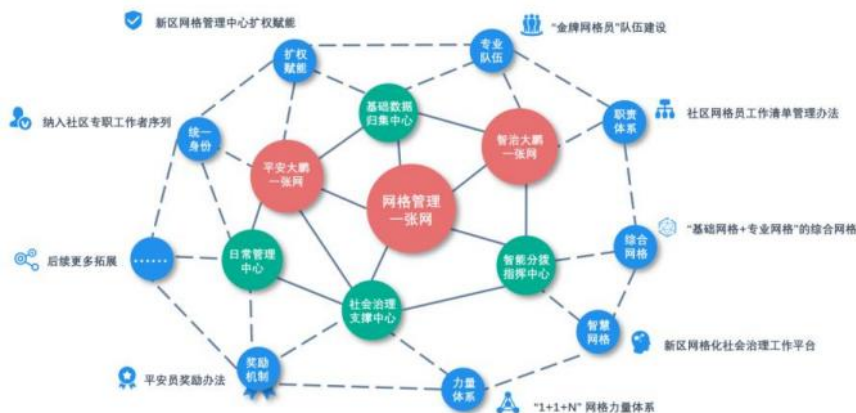 新区网格管理中心扩权赋能
“金牌网格员”队伍建设
扩权
赋能
专业
队伍
纳入社区专职工作者序列
统一
身份
基础数据
归集中心
职责
体系
社区网格员工作清单管理办法
平安大鹏
一张网
智治大鹏
一张网
网格管理
一张网
后续更多拓展
......
日常管理
中心
智能分拨
指挥中心
综合
网格
“基础网格+专业网格”的综合网格
社会治理
支撑中心
智慧
网格
新区网格化社会治理工作平台
平安员奖励办法
奖励
机制
力量
体系
“1+1+N” 网格力量体系